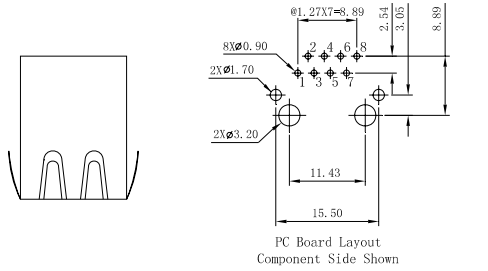 @1.27X7=8.89
2.54
3.05
8.89
8XØ0.90
2 4 6 8
2XØ1.70
1 3 5 7
2XØ3.20
11.43
15.50
PC Board Layout
Component Side Shown